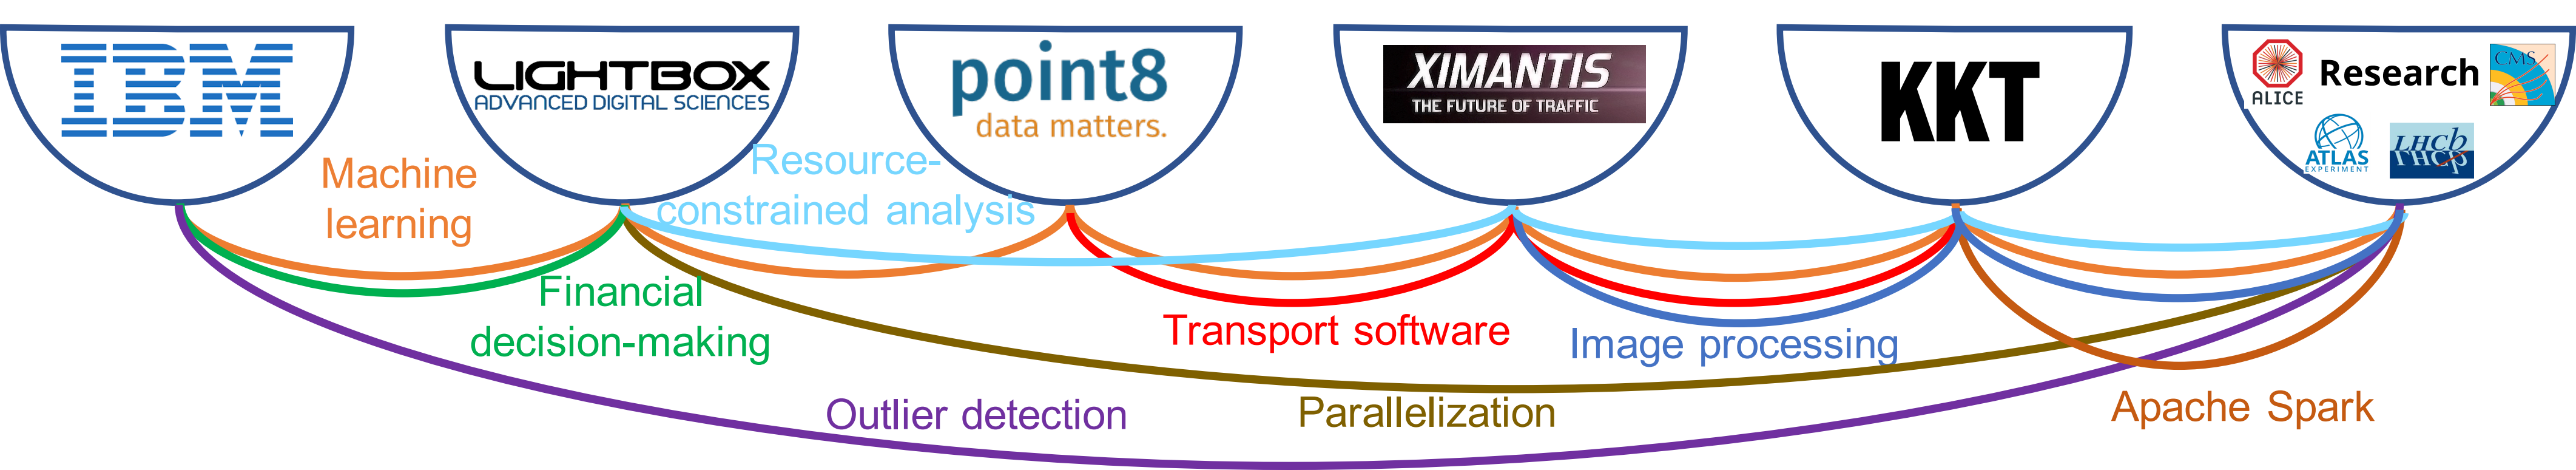 IBM
LIGHTBOX
ADVANCED DIGITAL SCIENCES
point8
data matters.
XIMANTIS
THE FUTURE OF TRAFFIC
KKT
ALICE
Research
CMS
ATLAS
EXPERIMENT
LHCb
LHCb
Machine
learning
Resource-
constrained analysis
Financial
decision-making
Transport software
Image processing
Outlier detection
Parallelization
Apache Spark